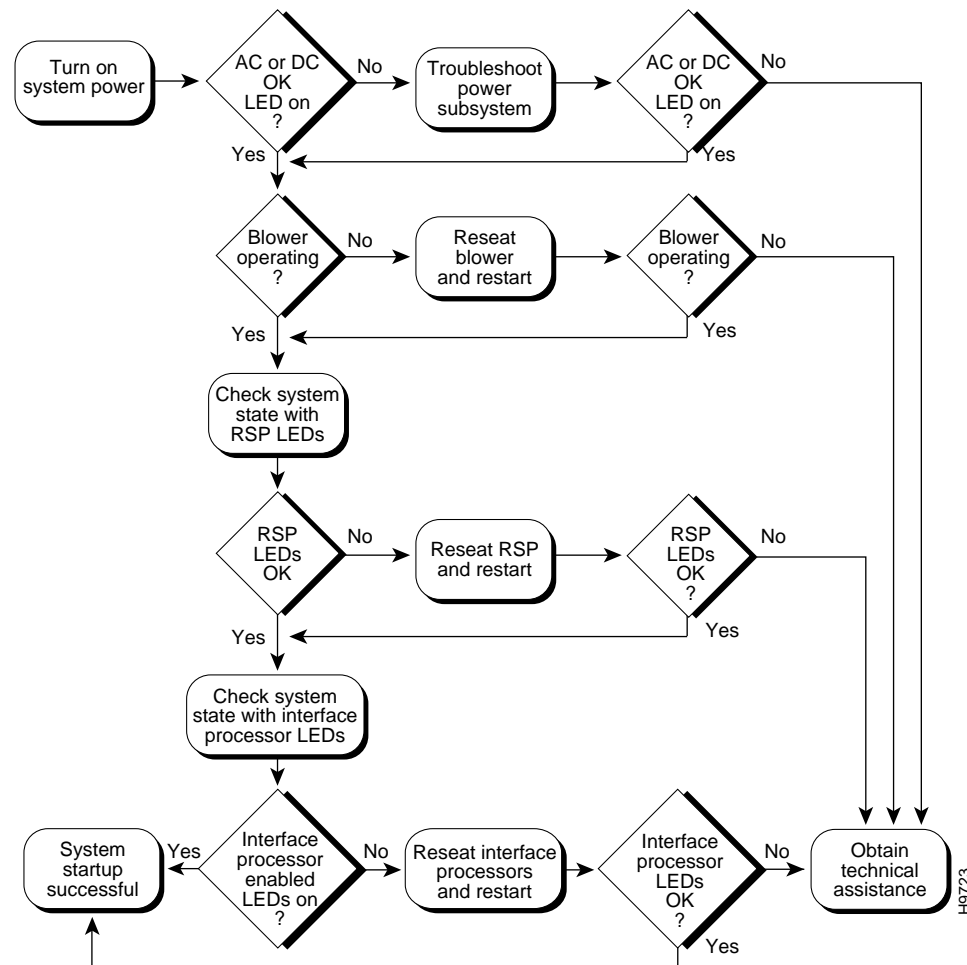 Turn on
system power
AC or DC
OK
LED on
?
No
Troubleshoot
power
subsystem
AC or DC
OK
LED on
?
No
Yes
Yes
Blower
operating
?
No
Reseat
blower
and restart
Blower
operating
?
No
Yes
Yes
Check system
state with
RSP LEDs
RSP
LEDs
OK
No
Reseat RSP
and restart
RSP
LEDs
OK
?
No
Yes
Yes
Check system
state with interface
processor LEDs
System
startup
successful
Yes
Interface
processor
enabled
LEDs on
?
No
Reseat interface
processors
and restart
Interface
processor
LEDs
OK
?
No
Yes
Obtain
technical
assistance
H9723